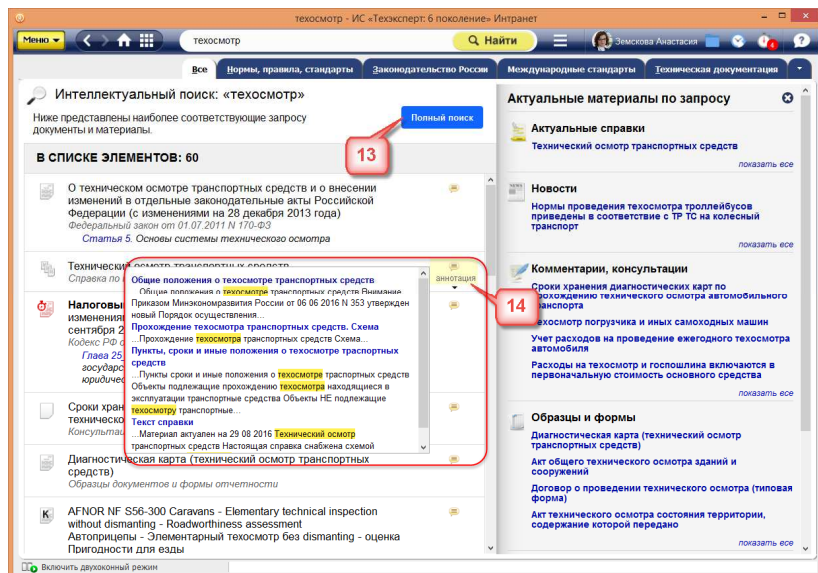 техосмотр - ИС «Техэксперт: 6 поколение» Интранет
Меню
техосмотр
Найти
Земскова Анастасия
Все
Нормы, правила, стандарты
Законодательство России
Международные стандарты
Техническая документация
Интеллектуальный поиск: «техосмотр»
Ниже представлены наиболее соответствующие запросу
документы и материалы.
Полный поиск
13
В СПИСКЕ ЭЛЕМЕНТОВ: 60
О техническом осмотре транспортных средств и о внесении
изменений в отдельные законодательные акты Российской
Федерации (с изменениями на 28 декабря 2013 года)
Федеральный закон от 01.07.2011 N 170-ФЗ
Статья 5. Основы системы технического осмотра
Технический осмотр транспортных средств
Справка по
аннотация
14
Общие положения о техосмотре транспортных средств
Общие положения о техосмотре транспортных средств Внимание
Приказом Минэкономразвития России от 06 06 2016 N 353 утвержден
новый Порядок осуществления...
Прохождение техосмотра транспортных средств. Схема
...Прохождение техосмотра транспортных средств Схема...
Пункты, сроки и иные положения о техосмотре траспортных
средств
...Пункты сроки и иные положения о техосмотре траспортных средств
Объекты подлежащие прохождению техосмотра находящиеся в
эксплуатации транспортные средства Объекты НЕ подлежащие
техосмотру транспортные...
Текст справки
...Материал актуален на 29 08 2016 Технический осмотр
транспортных средств Настоящая справка снабжена схемой
Налоговы
изменения
сентября 2
Кодекс РФ о
Глава 25
государс
юридичес
Сроки хран
техническо
Консультац
Диагностическая карта (технический осмотр транспортных
средств)
Образцы документов и формы отчетности
AFNOR NF S56-300 Caravans - Elementary technical inspection
without dismanting - Roadworthiness assessment
Автоприцепы - Элементарный техосмотр без dismanting - оценка
Пригодности для езды
Актуальные материалы по запросу
Актуальные справки
Технический осмотр транспортных средств
показать все
Новости
Нормы проведения техосмотра троллейбусов
приведены в соответствие с ТР ТС на колесный
транспорт
показать все
Комментарии, консультации
Сроки хранения диагностических карт по
прохождению технического осмотра автомобильного
транспорта
Техосмотр погрузчика и иных самоходных машин
Учет расходов на проведение ежегодного техосмотра
автомобиля
Расходы на техосмотр и госпошлина включаются в
первоначальную стоимость основного средства
показать все
Образцы и формы
Диагностическая карта (технический осмотр
транспортных средств)
Акт общего технического осмотра зданий и
сооружений
Договор о проведении технического осмотра (типовая
форма)
Акт технического осмотра состояния территории,
содержание которой передано
показать все
Включить двухоконный режим